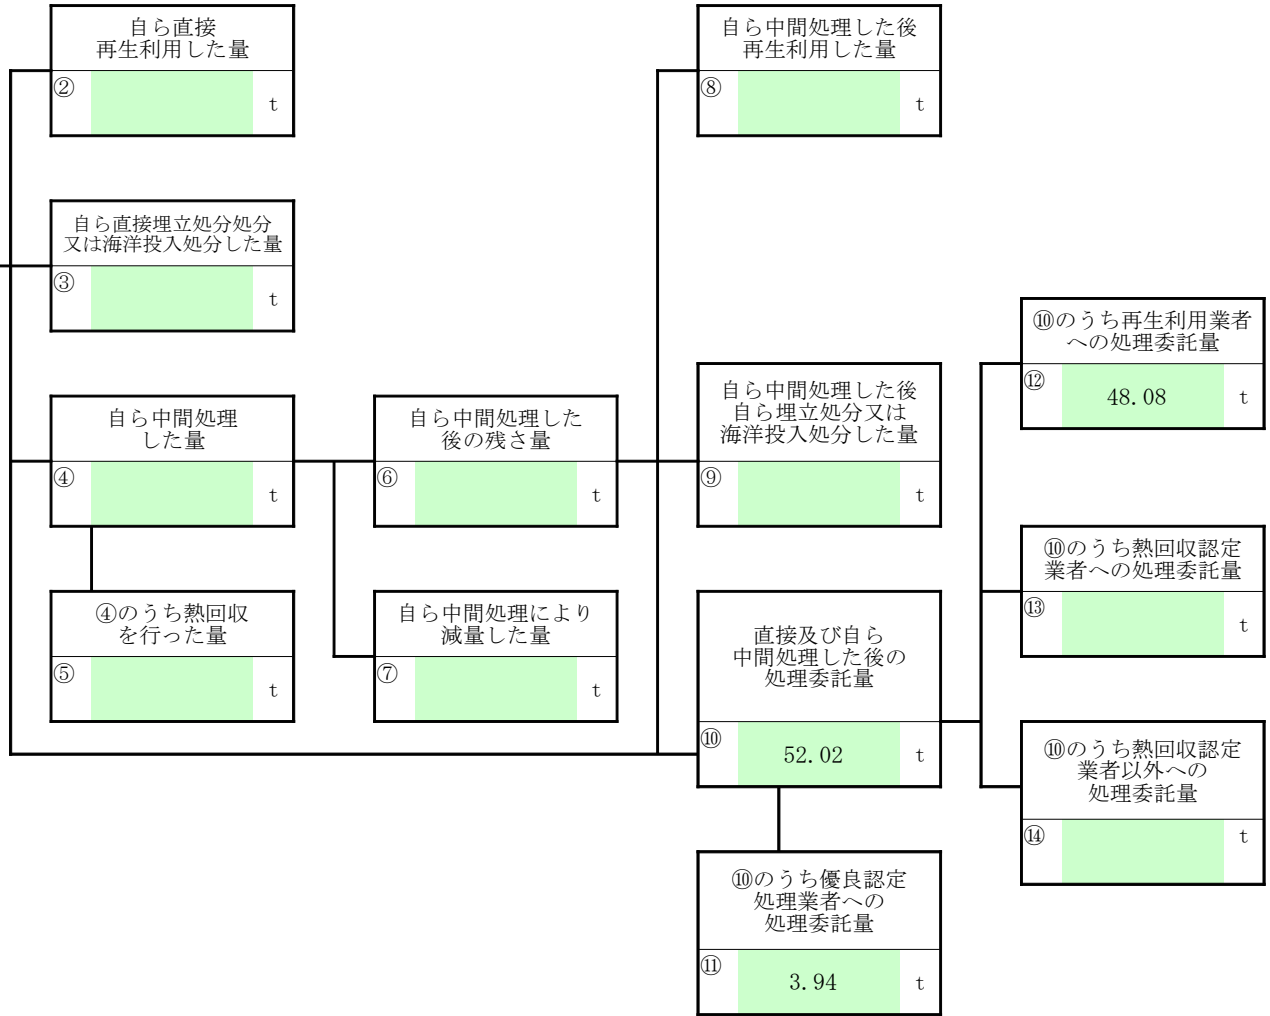 自ら直接
再生利用した量
②
t
自ら中間処理した後
再生利用した量
⑧
t
自ら直接埋立処分処分
又は海洋投入処分した量
③
t
⑩のうち再生利用業者
への処理委託量
⑫
48.08
t
自ら中間処理
した量
④
t
自ら中間処理した
後の残さ量
⑥
t
自ら中間処理した後
自ら埋立処分又は
海洋投入処分した量
⑨
t
⑩のうち熱回収認定
業者への処理委託量
⑬
t
④のうち熱回収
を行った量
⑤
t
自ら中間処理により
減量した量
⑦
t
直接及び自ら
中間処理した後の
処理委託量
⑩
52.02
t
⑩のうち熱回収認定
業者以外への
処理委託量
⑭
t
⑩のうち優良認定
処理業者への
処理委託量
⑪
3.94
t